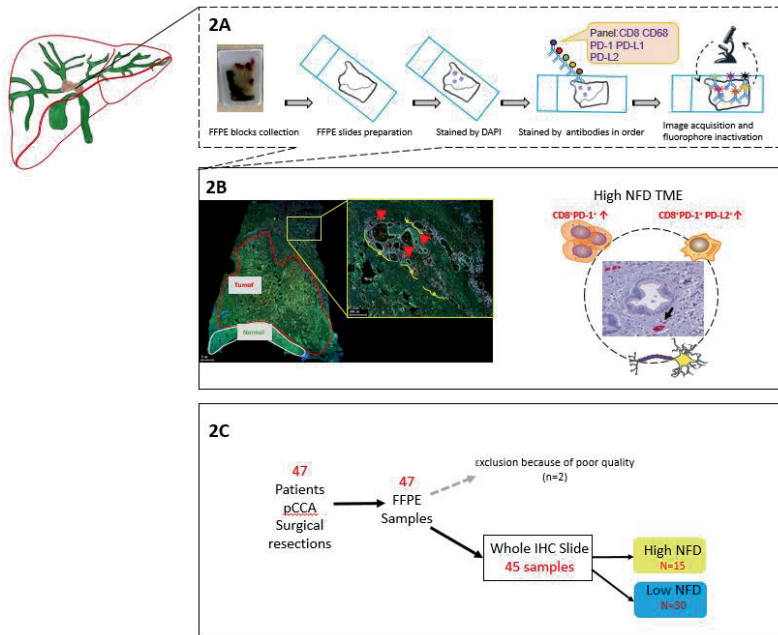 2A
Panel:CD8 CD68
PD-1 PD-L1
PD-L2
FFPE blocks collection
FFPE slides preparation
Stained by DAPI
Stained by antibodies in order
Image acquisition and
fluorophore inactivation
2B
Tumor
Normal
High NFD TME
CD8⁺PD-1⁺ ↑
CD8⁺PD-1⁺ PD-L2⁺ ↑
2C
47
Patients
pCCA
Surgical
resections
47
FFPE
Samples
Exclusion because of poor quality
(n=2)
Whole IHC Slide
45 samples
High NFD
N=15
Low NFD
N=30